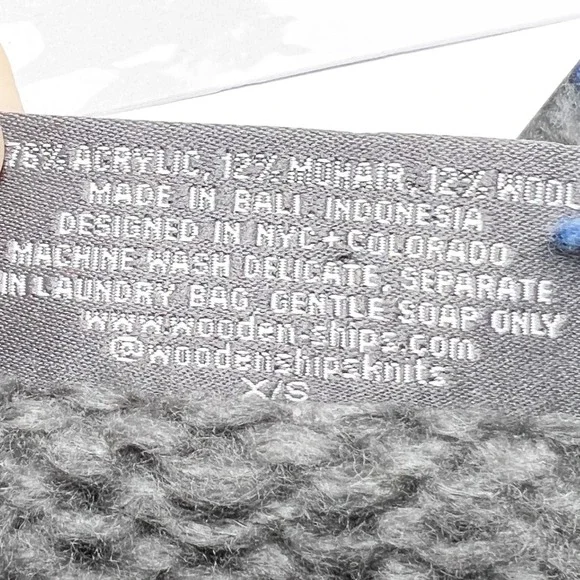 76% ACRYLIC, 12% MOHAIR, 12% WOOL
MADE IN BALI, INDONESIA
DESIGNED IN NYC + COLORADO
MACHINE WASH DELICATE, SEPARATE
IN LAUNDRY BAG, GENTLE SOAP ONLY
www.wooden-ships.com
@woodenshipsknits
X/S